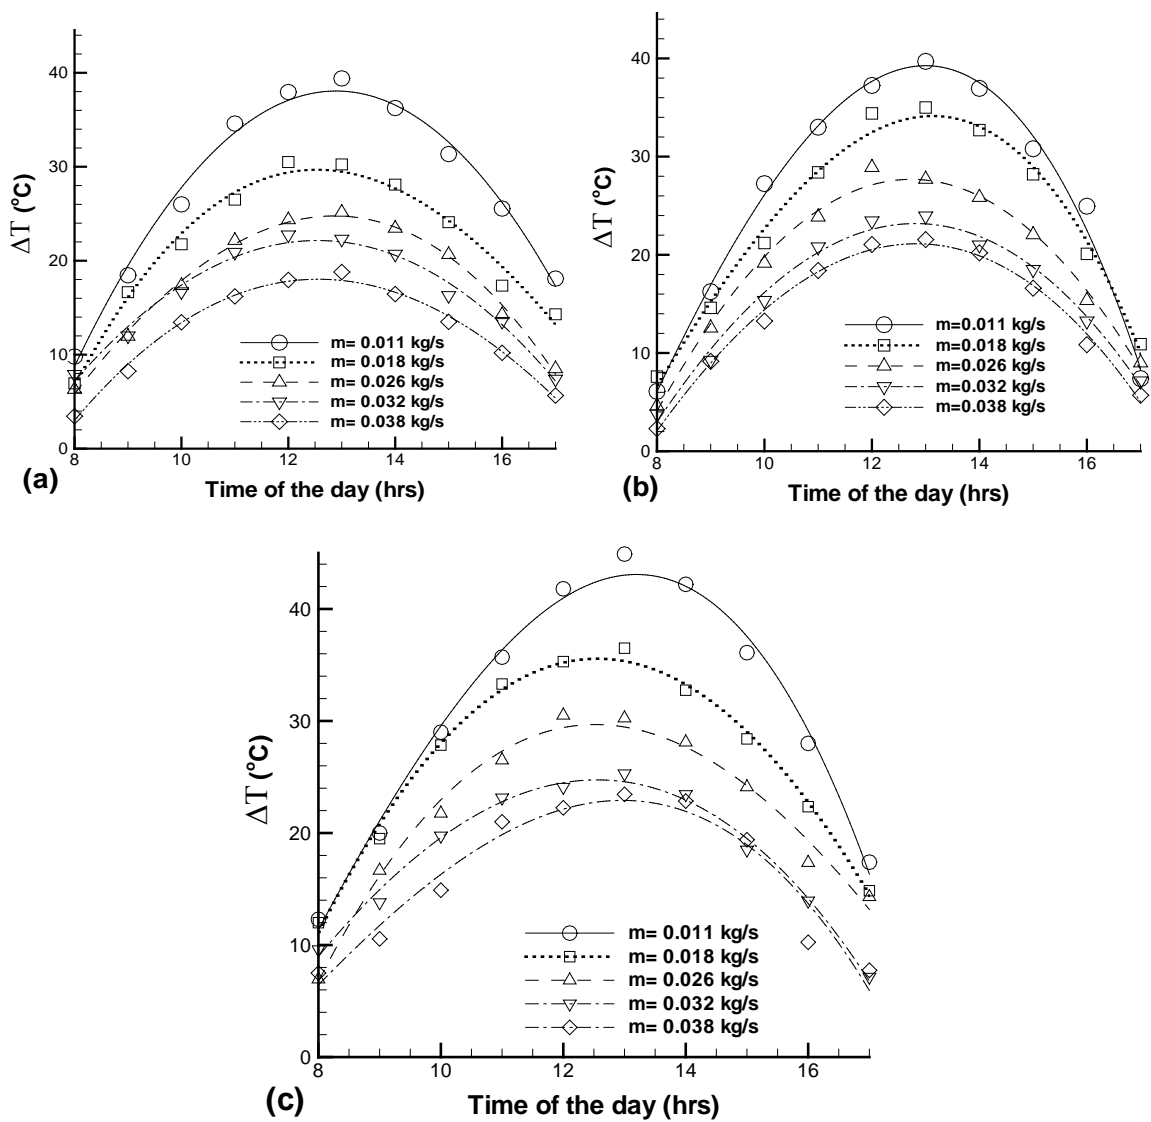 40
30
20
10
0
ΔT (°C)
8
10
12
14
16
m= 0.011 kg/s
m= 0.018 kg/s
m= 0.026 kg/s
m= 0.032 kg/s
m= 0.038 kg/s
(a)
Time of the day (hrs)
40
30
20
10
0
ΔT (°C)
8
10
12
14
16
m=0.011 kg/s
m=0.018 kg/s
m=0.026 kg/s
m=0.032 kg/s
m=0.038 kg/s
(b)
Time of the day (hrs)
40
30
20
10
0
ΔT (°C)
8
10
12
14
16
m= 0.011 kg/s
m= 0.018 kg/s
m= 0.026 kg/s
m= 0.032 kg/s
m= 0.038 kg/s
(c)
Time of the day (hrs)